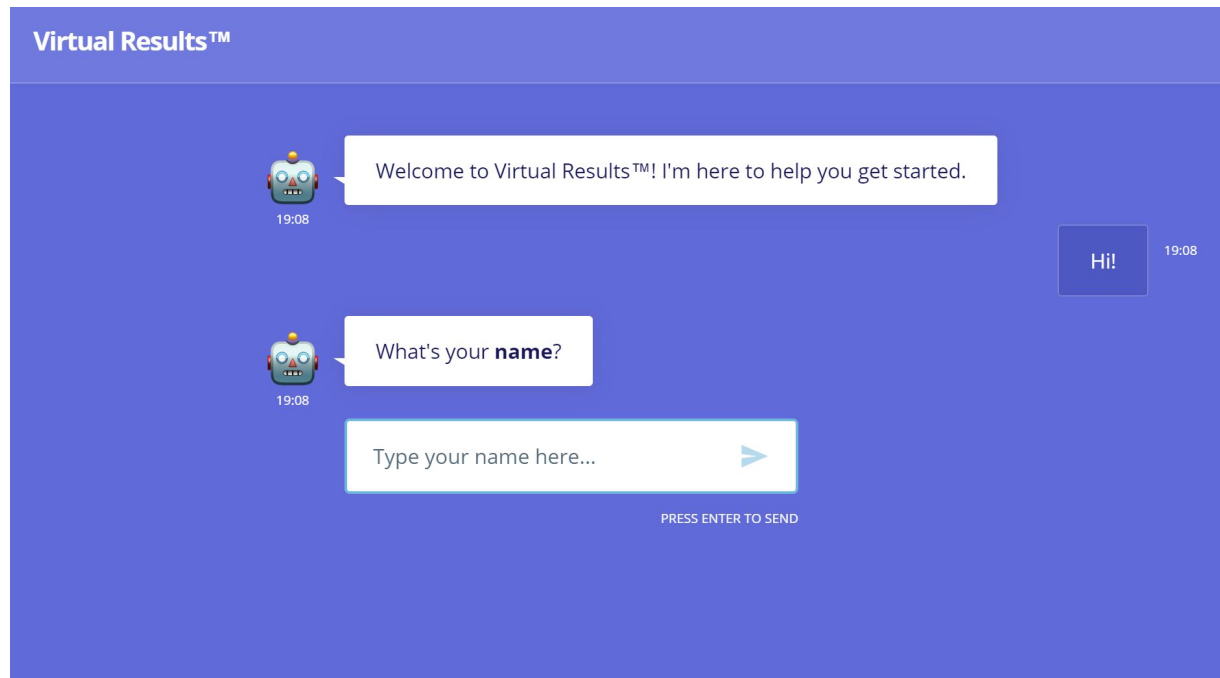 Virtual Results™
Welcome to Virtual Results™! I'm here to help you get started.
19:08
Hi!
19:08
What's your name?
19:08
Type your name here...
PRESS ENTER TO SEND